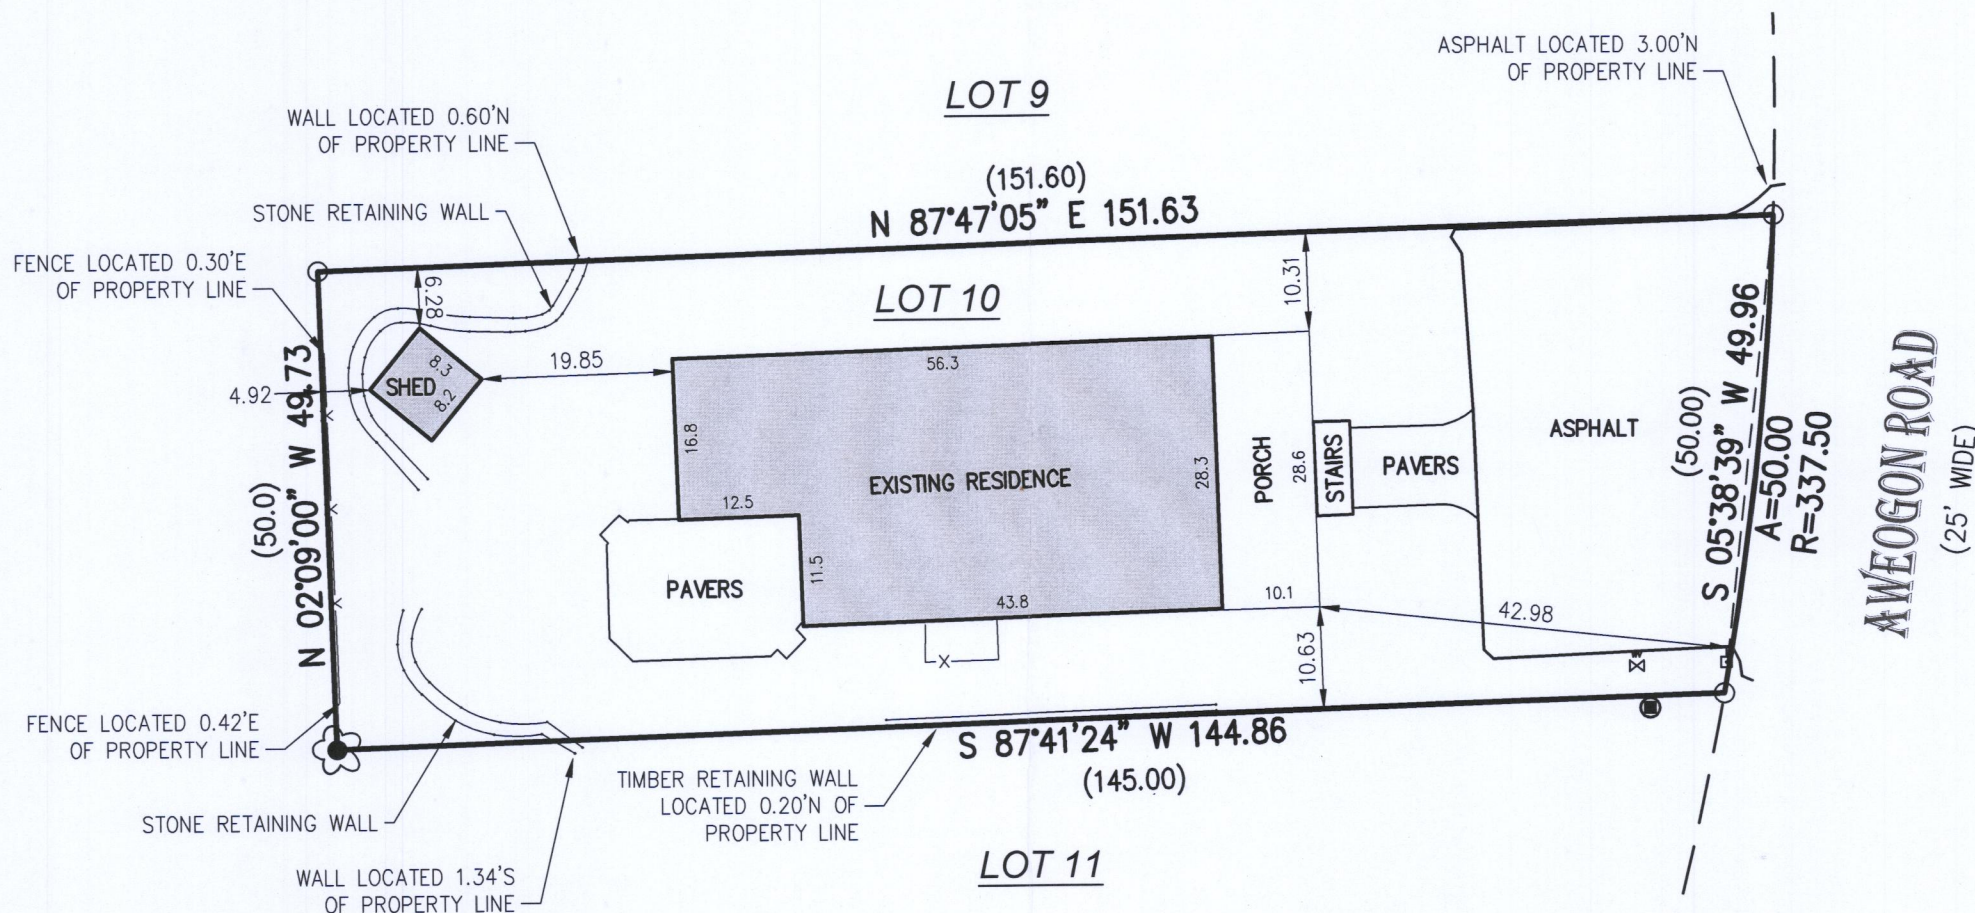 ASPHALT LOCATED 3.00'N
OF PROPERTY LINE
LOT 9
WALL LOCATED 0.60'N
OF PROPERTY LINE
(151.60)
N 87°47'05" E 151.63
STONE RETAINING WALL
FENCE LOCATED 0.30'E
OF PROPERTY LINE
6.28
10.31
LOT 10
19.85
56.3
8.3
SHED
8.2
4.92
16.8
EXISTING RESIDENCE
28.3
PORCH
28.6
STAIRS
PAVERS
ASPHALT
(50.00)
S 05°38'39" W 49.96
A=50.00
R=337.50
AWEOGON ROAD
(25' WIDE)
(50.0)
N 02°09'00" W 49.73
12.5
11.5
PAVERS
43.8
10.1
42.98
X
10.63
WV
FENCE LOCATED 0.42'E
OF PROPERTY LINE
S 87°41'24" W 144.86
(145.00)
TIMBER RETAINING WALL
LOCATED 0.20'N OF
PROPERTY LINE
STONE RETAINING WALL
LOT 11
WALL LOCATED 1.34'S
OF PROPERTY LINE